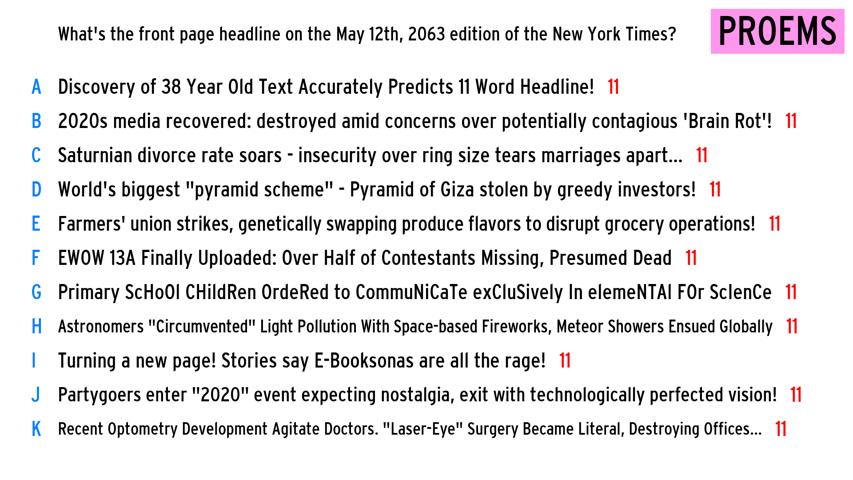 What's the front page headline on the May 12th, 2063 edition of the New York Times?
PROEMS
A Discovery of 38 Year Old Text Accurately Predicts 11 Word Headline! 11
B 2020s media recovered: destroyed amid concerns over potentially contagious 'Brain Rot'! 11
C Saturnian divorce rate soars - insecurity over ring size tears marriages apart... 11
D World's biggest "pyramid scheme" - Pyramid of Giza stolen by greedy investors! 11
E Farmers' union strikes, genetically swapping produce flavors to disrupt grocery operations! 11
F EWOW 13A Finally Uploaded: Over Half of Contestants Missing, Presumed Dead 11
G Primary ScHoOl CHildRen OrdeRed to CommuNiCaTe exCluSively In elemeNTAl FOr ScIenCe 11
H Astronomers "Circumvented" Light Pollution With Space-based Fireworks, Meteor Showers Ensued Globally 11
I Turning a new page! Stories say E-Booksonas are all the rage! 11
J Partygoers enter "2020" event expecting nostalgia, exit with technologically perfected vision! 11
K Recent Optometry Development Agitate Doctors. "Laser-Eye" Surgery Became Literal, Destroying Offices... 11